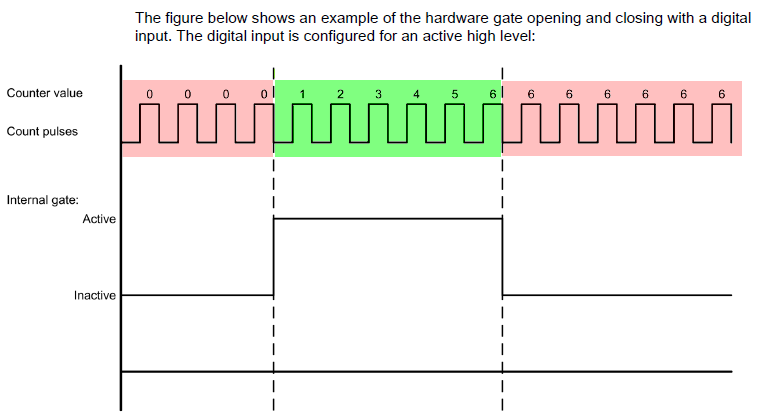 The figure below shows an example of the hardware gate opening and closing with a digital
input. The digital input is configured for an active high level:
Counter value 0 0 0 0 1 2 3 4 5 6 6 6 6 6 6 6
Count pulses
Internal gate:
Active
Inactive